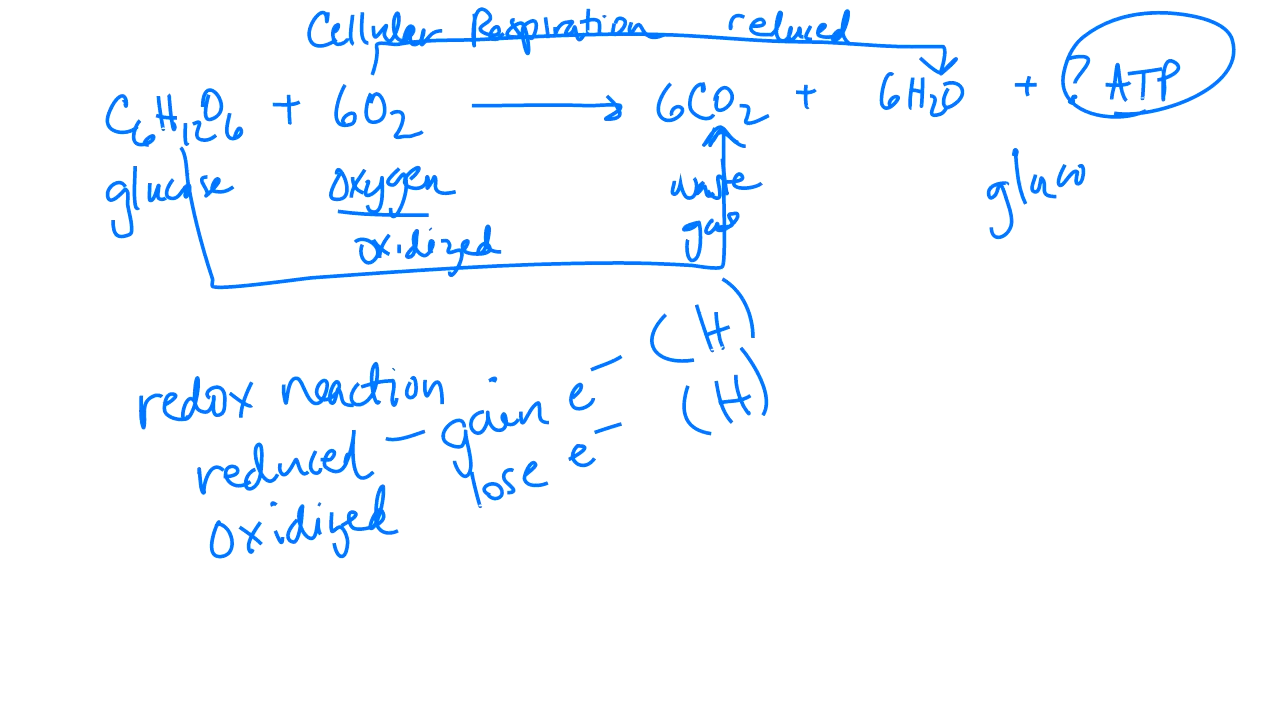 Cellular Respiration reduced
C6H12O6 + 6O2 → 6CO2 + 6H2O + ? ATP
glucose oxygen waste gluco
oxidized gas
(H)
redox reaction
reduced – gain e⁻ (H)
oxidized lose e⁻